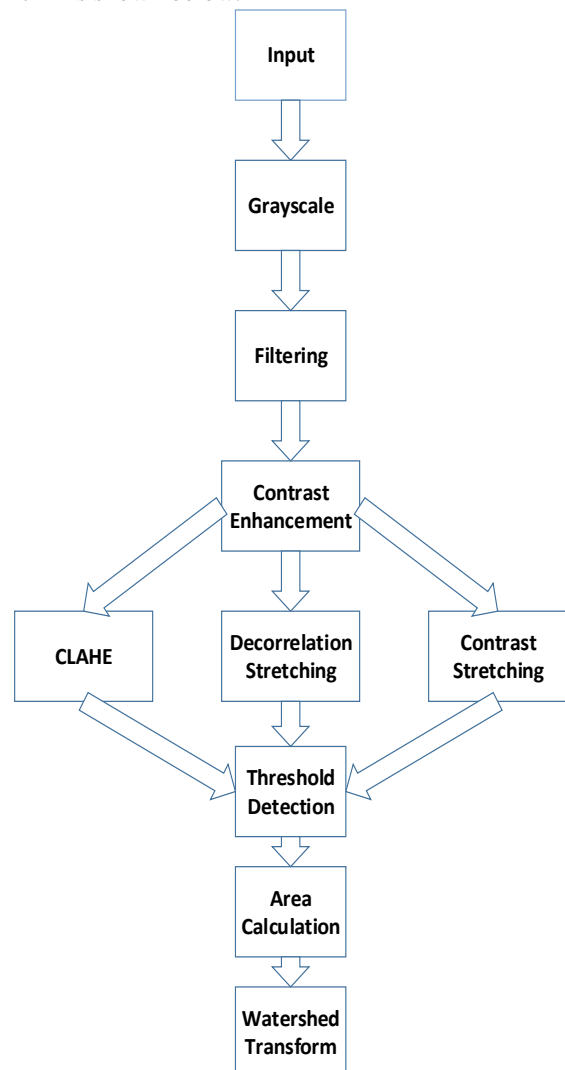 Input
Grayscale
Filtering
Contrast
Enhancement
CLAHE
Decorrelation
Stretching
Contrast
Stretching
Threshold
Detection
Area
Calculation
Watershed
Transform